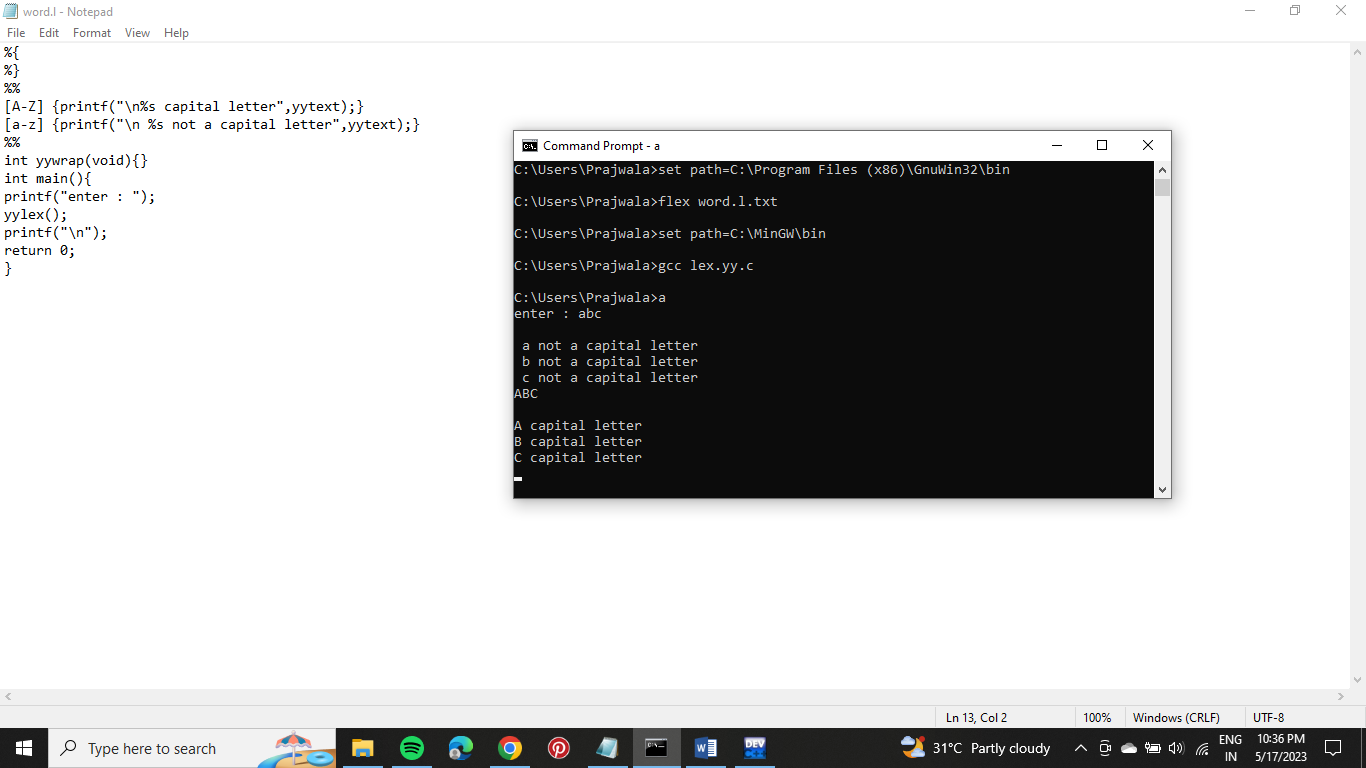 word.l - Notepad
File Edit Format View Help
%{
%}
%%
[A-Z] {printf("\n%s capital letter",yytext);}
[a-z] {printf("\n %s not a capital letter",yytext);}
%%
int yywrap(void){}
int main(){
printf("enter : ");
yylex();
printf("\n");
return 0;
}
Command Prompt - a
C:\Users\Prajwala>set path=C:\Program Files (x86)\GnuWin32\bin
C:\Users\Prajwala>flex word.l.txt
C:\Users\Prajwala>set path=C:\MinGW\bin
C:\Users\Prajwala>gcc lex.yy.c
C:\Users\Prajwala>a
enter : abc
a not a capital letter
b not a capital letter
c not a capital letter
ABC
A capital letter
B capital letter
C capital letter
Ln 13, Col 2 100% Windows (CRLF) UTF-8
Type here to search
DEV
31°C Partly cloudy
ENG
IN
10:36 PM
5/17/2023